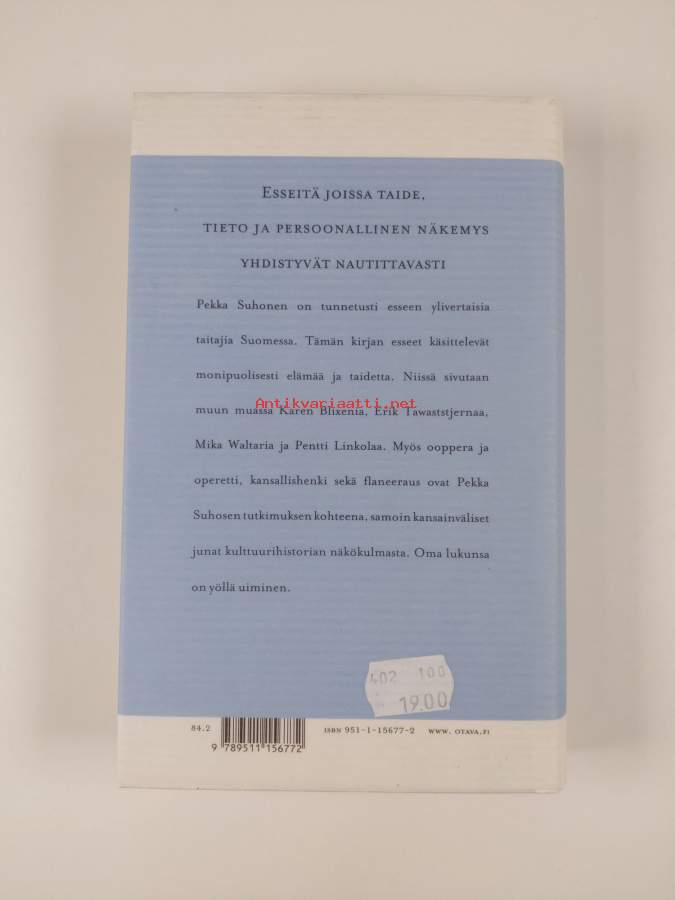 Esseitä joissa taide,
tieto ja persoonallinen näkemys
yhdistyvät nautittavasti
Pekka Suhonen on tunnetusti esseen ylivertaisia
taitajia Suomessa. Tämän kirjan esseet käsittelevät
monipuolisesti elämää ja taidetta. Niissä sivutaan
Antikvariaatti.net
muun muassa Karen Blixeniä, Erik Tawaststjernaa,
Mika Waltaria ja Pentti Linkolaa. Myös ooppera ja
operetti, kansallishenki sekä flaneeraus ovat Pekka
Suhosen tutkimuksen kohteena, samoin kansainväliset
junat kulttuurihistorian näkökulmasta. Oma lukunsa
on yöllä uiminen.
402 100
19.00
84.2
9 789511 156772
ISBN 951-1-15677-2
www. otava.fi